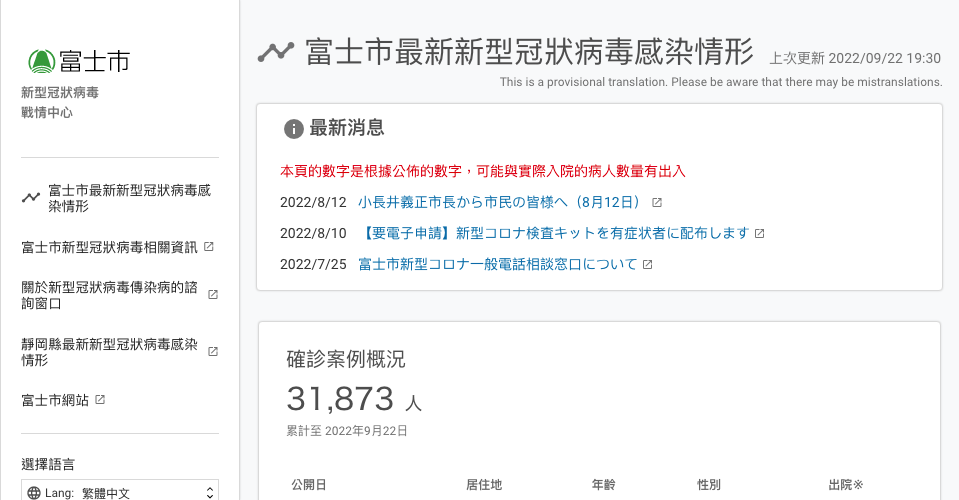 富士市
新型冠狀病毒
戰情中心
富士市最新新型冠狀病毒感
染情形
富士市新型冠狀病毒相關資訊
關於新型冠狀病毒傳染病的諮
詢窗口
靜岡縣最新新型冠狀病毒感染
情形
富士市網站
選擇語言
Lang: 繁體中文
富士市最新新型冠狀病毒感染情形
上次更新 2022/09/22 19:30
This is a provisional translation. Please be aware that there may be mistranslations.
最新消息
本頁的數字是根據公佈的數字，可能與實際入院的病人數量有出入
2022/8/12 小長井義正市長から市民の皆様へ（8月12日）
2022/8/10 【要電子申請】新型コロナ検査キットを有症状者に配布します
2022/7/25 富士市新型コロナ一般電話相談窓口について
確診案例概況
31,873 人
累計至 2022年9月22日
公開日 居住地 年齡 性別 出院※